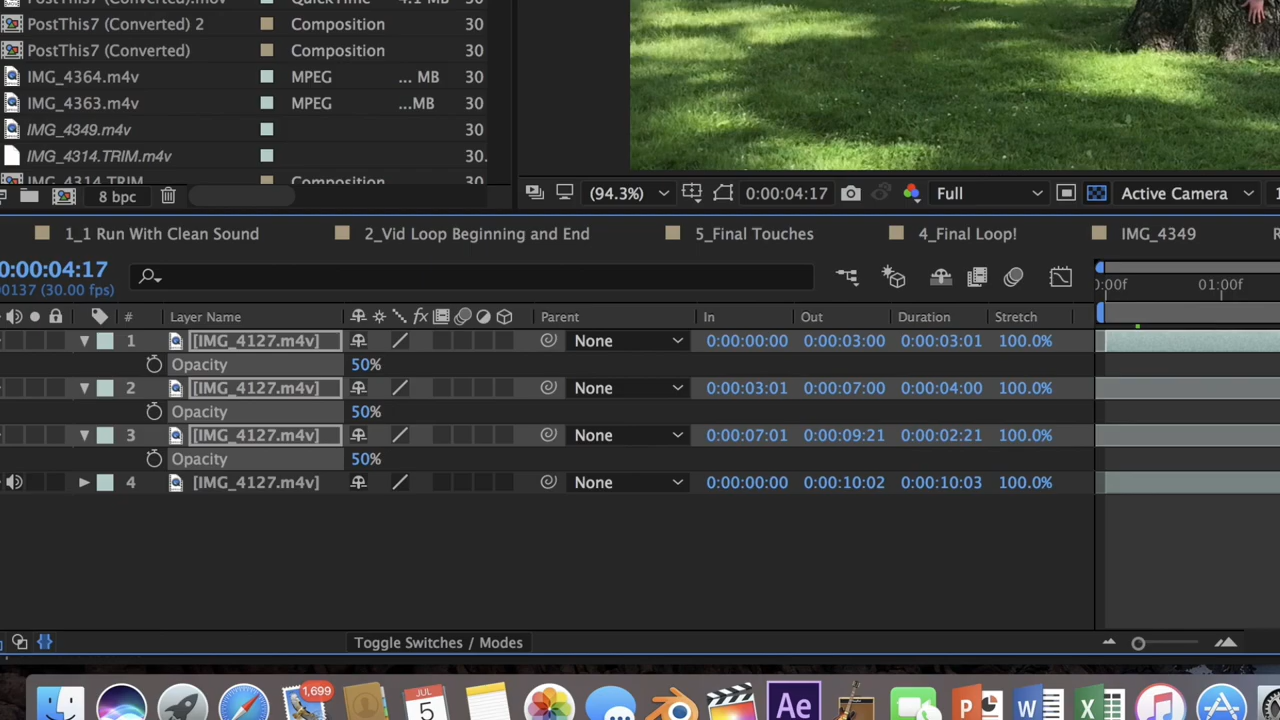 PostThis7 (Converted).mov QuickTime 4.1 MB 30
PostThis7 (Converted) 2 Composition 30
PostThis7 (Converted) Composition 30
IMG_4364.m4v MPEG ... MB 30
IMG_4363.m4v MPEG ...MB 30
IMG_4349.m4v 30
IMG_4314.TRIM.m4v 30.
IMG_4314.TRIM Composition 30
8 bpc (94.3%) 0:00:04:17 Full Active Camera
1_1 Run With Clean Sound 2_Vid Loop Beginning and End 5_Final Touches 4_Final Loop! IMG_4349
0:00:04:17
00137 (30.00 fps) 0:00f 01:00f
# Layer Name fx Parent In Out Duration Stretch
1 [IMG_4127.m4v] None 0:00:00:00 0:00:03:00 0:00:03:01 100.0%
Opacity 50%
2 [IMG_4127.m4v] None 0:00:03:01 0:00:07:00 0:00:04:00 100.0%
Opacity 50%
3 [IMG_4127.m4v] None 0:00:07:01 0:00:09:21 0:00:02:21 100.0%
Opacity 50%
4 [IMG_4127.m4v] None 0:00:00:00 0:00:10:02 0:00:10:03 100.0%
Toggle Switches / Modes
1,699
JUL
5
Ae P W X